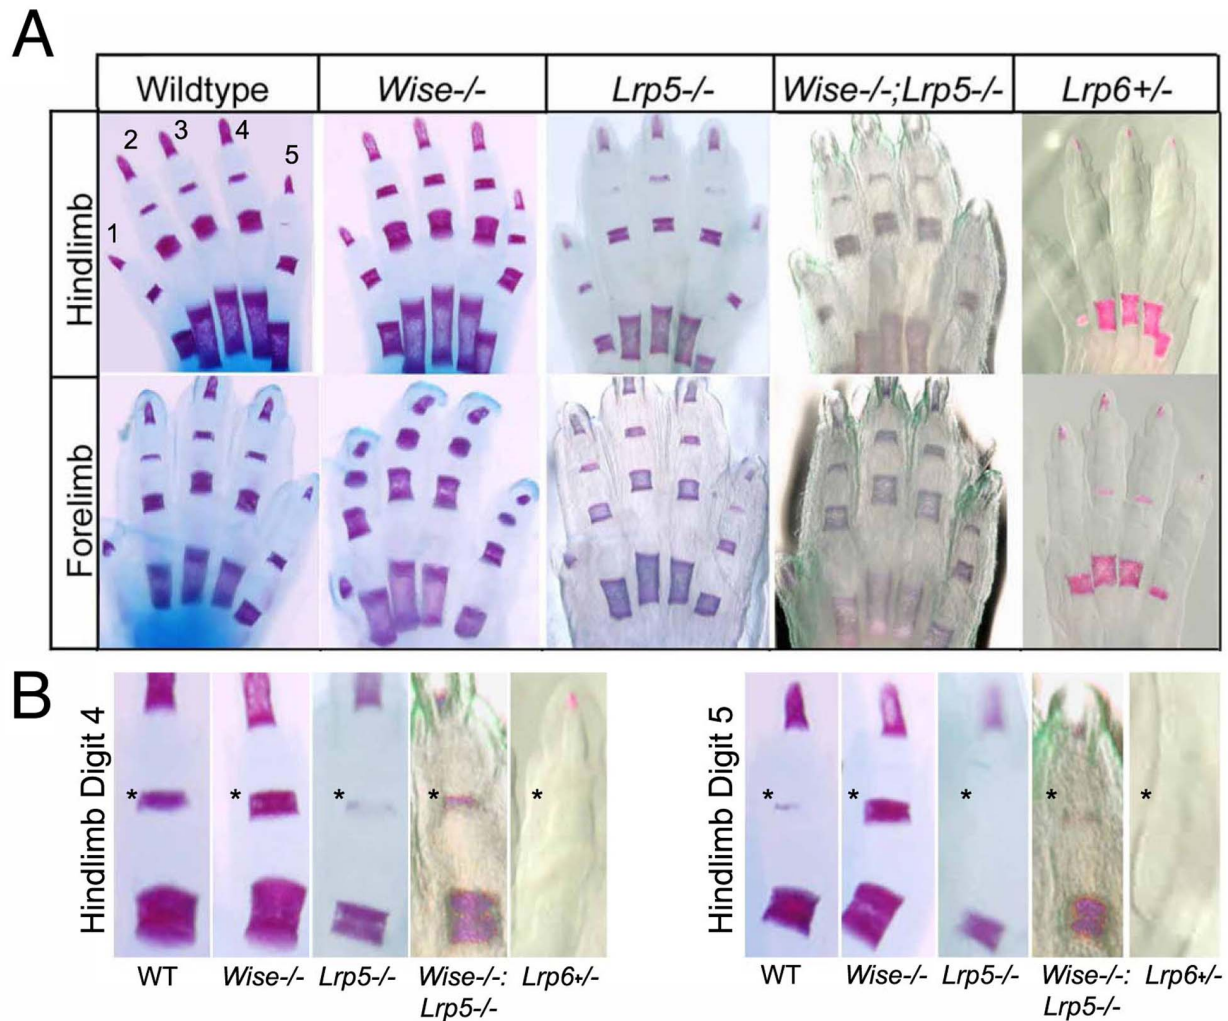 A
Wildtype Wise-/- Lrp5-/- Wise-/-;Lrp5-/- Lrp6+/-
Hindlimb
1 2 3 4 5
Forelimb
B
Hindlimb Digit 4
* * * * *
WT Wise-/- Lrp5-/- Wise-/-: Lrp6+/-
Lrp5-/-
Hindlimb Digit 5
* * * * *
WT Wise-/- Lrp5-/- Wise-/-: Lrp6+/-
Lrp5-/-